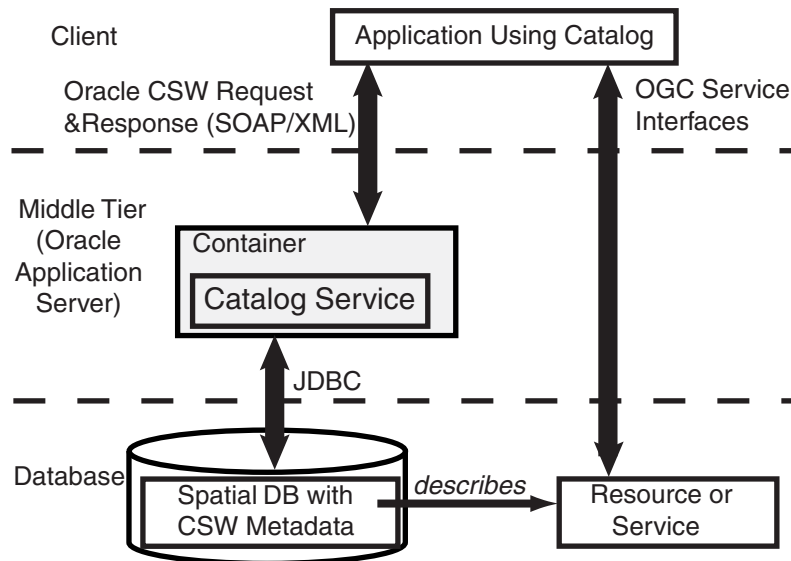 Client
Application Using Catalog
Oracle CSW Request
&Response (SOAP/XML)
OGC Service
Interfaces
Middle Tier
(Oracle
Application
Server)
Container
Catalog Service
JDBC
Database
Spatial DB with
CSW Metadata
describes
Resource or
Service